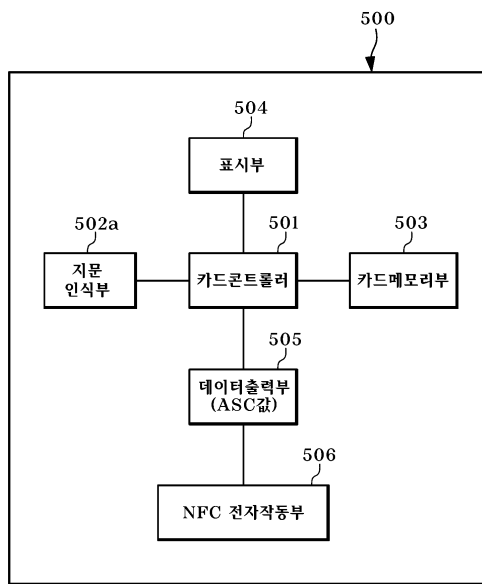 500
504
표시부
502a
501
503
지문
인식부
카드콘트롤러
카드메모리부
505
데이터출력부
(ASC값)
506
NFC 전자작동부